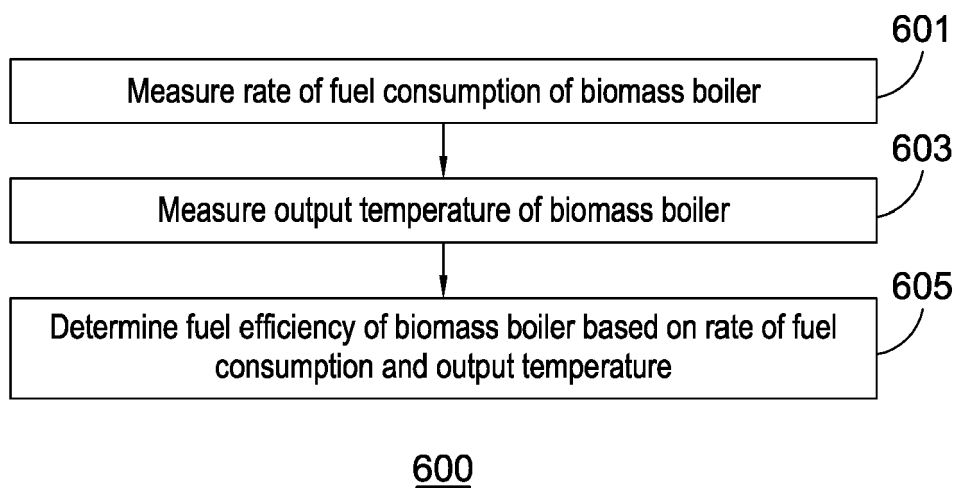 601
Measure rate of fuel consumption of biomass boiler
603
Measure output temperature of biomass boiler
605
Determine fuel efficiency of biomass boiler based on rate of fuel
consumption and output temperature
600